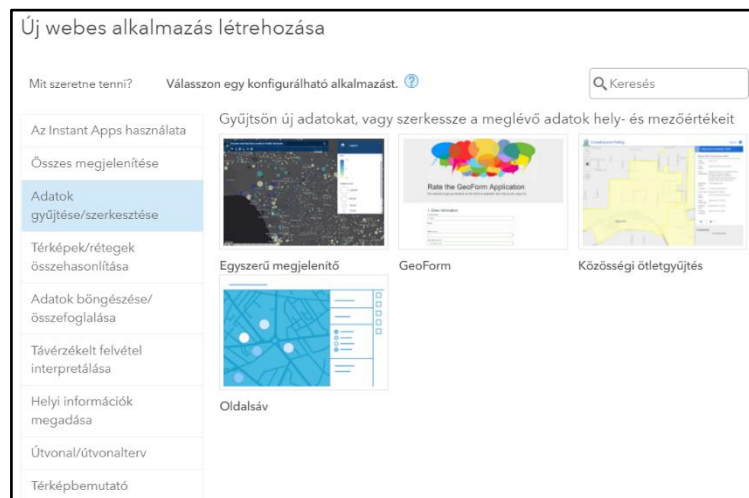 Új webes alkalmazás létrehozása
Mit szeretne tenni?
Válasszon egy konfigurálható alkalmazást.
Keresés
Az Instant Apps használata
Összes megjelenítése
Adatok
gyűjtése/szerkesztése
Térképek/rétegek
összehasonlítása
Adatok böngészése/
összefoglalása
Távérzékelt felvétel
interpretálása
Helyi információk
megadása
Útvonal/útvonalterv
Térképbemutató
Gyűjtsön új adatokat, vagy szerkessze a meglévő adatok hely- és mezőértékeit
Egyszerű megjelenítő
Rate the GeoForm Application
GeoForm
Közösségi ötletgyűjtés
Oldalsáv